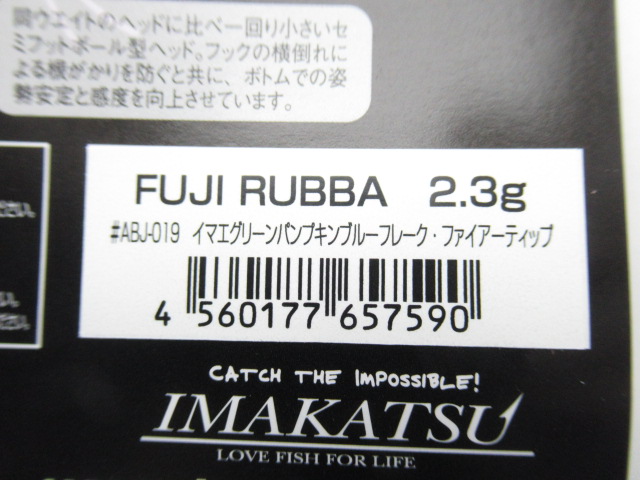 同ウエイトのヘッドに比べ一回り小さいセ
ミフットボール型ヘッド。フックの横倒れに
よる根がかりを防ぐと共に、ボトムでの姿
勢安定と感度を向上させています。
FUJI RUBBA 2.3g
#ABJ-019 イマエグリーンパンプキンブルーフレーク・ファイアーティップ
4 560177 657590
CATCH THE IMPOSSIBLE!
IMAKATSU
LOVE FISH FOR LIFE